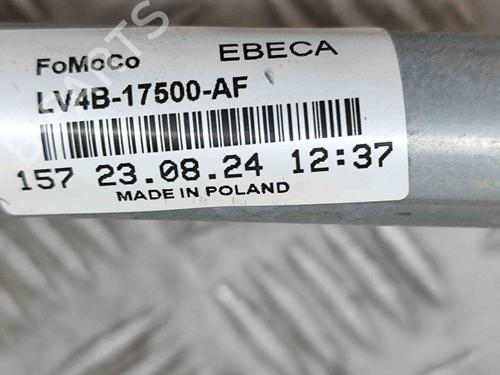 FoMoCo EBECA
LV4B-17500-AF
157 23.08.24 12:37
MADE IN POLAND